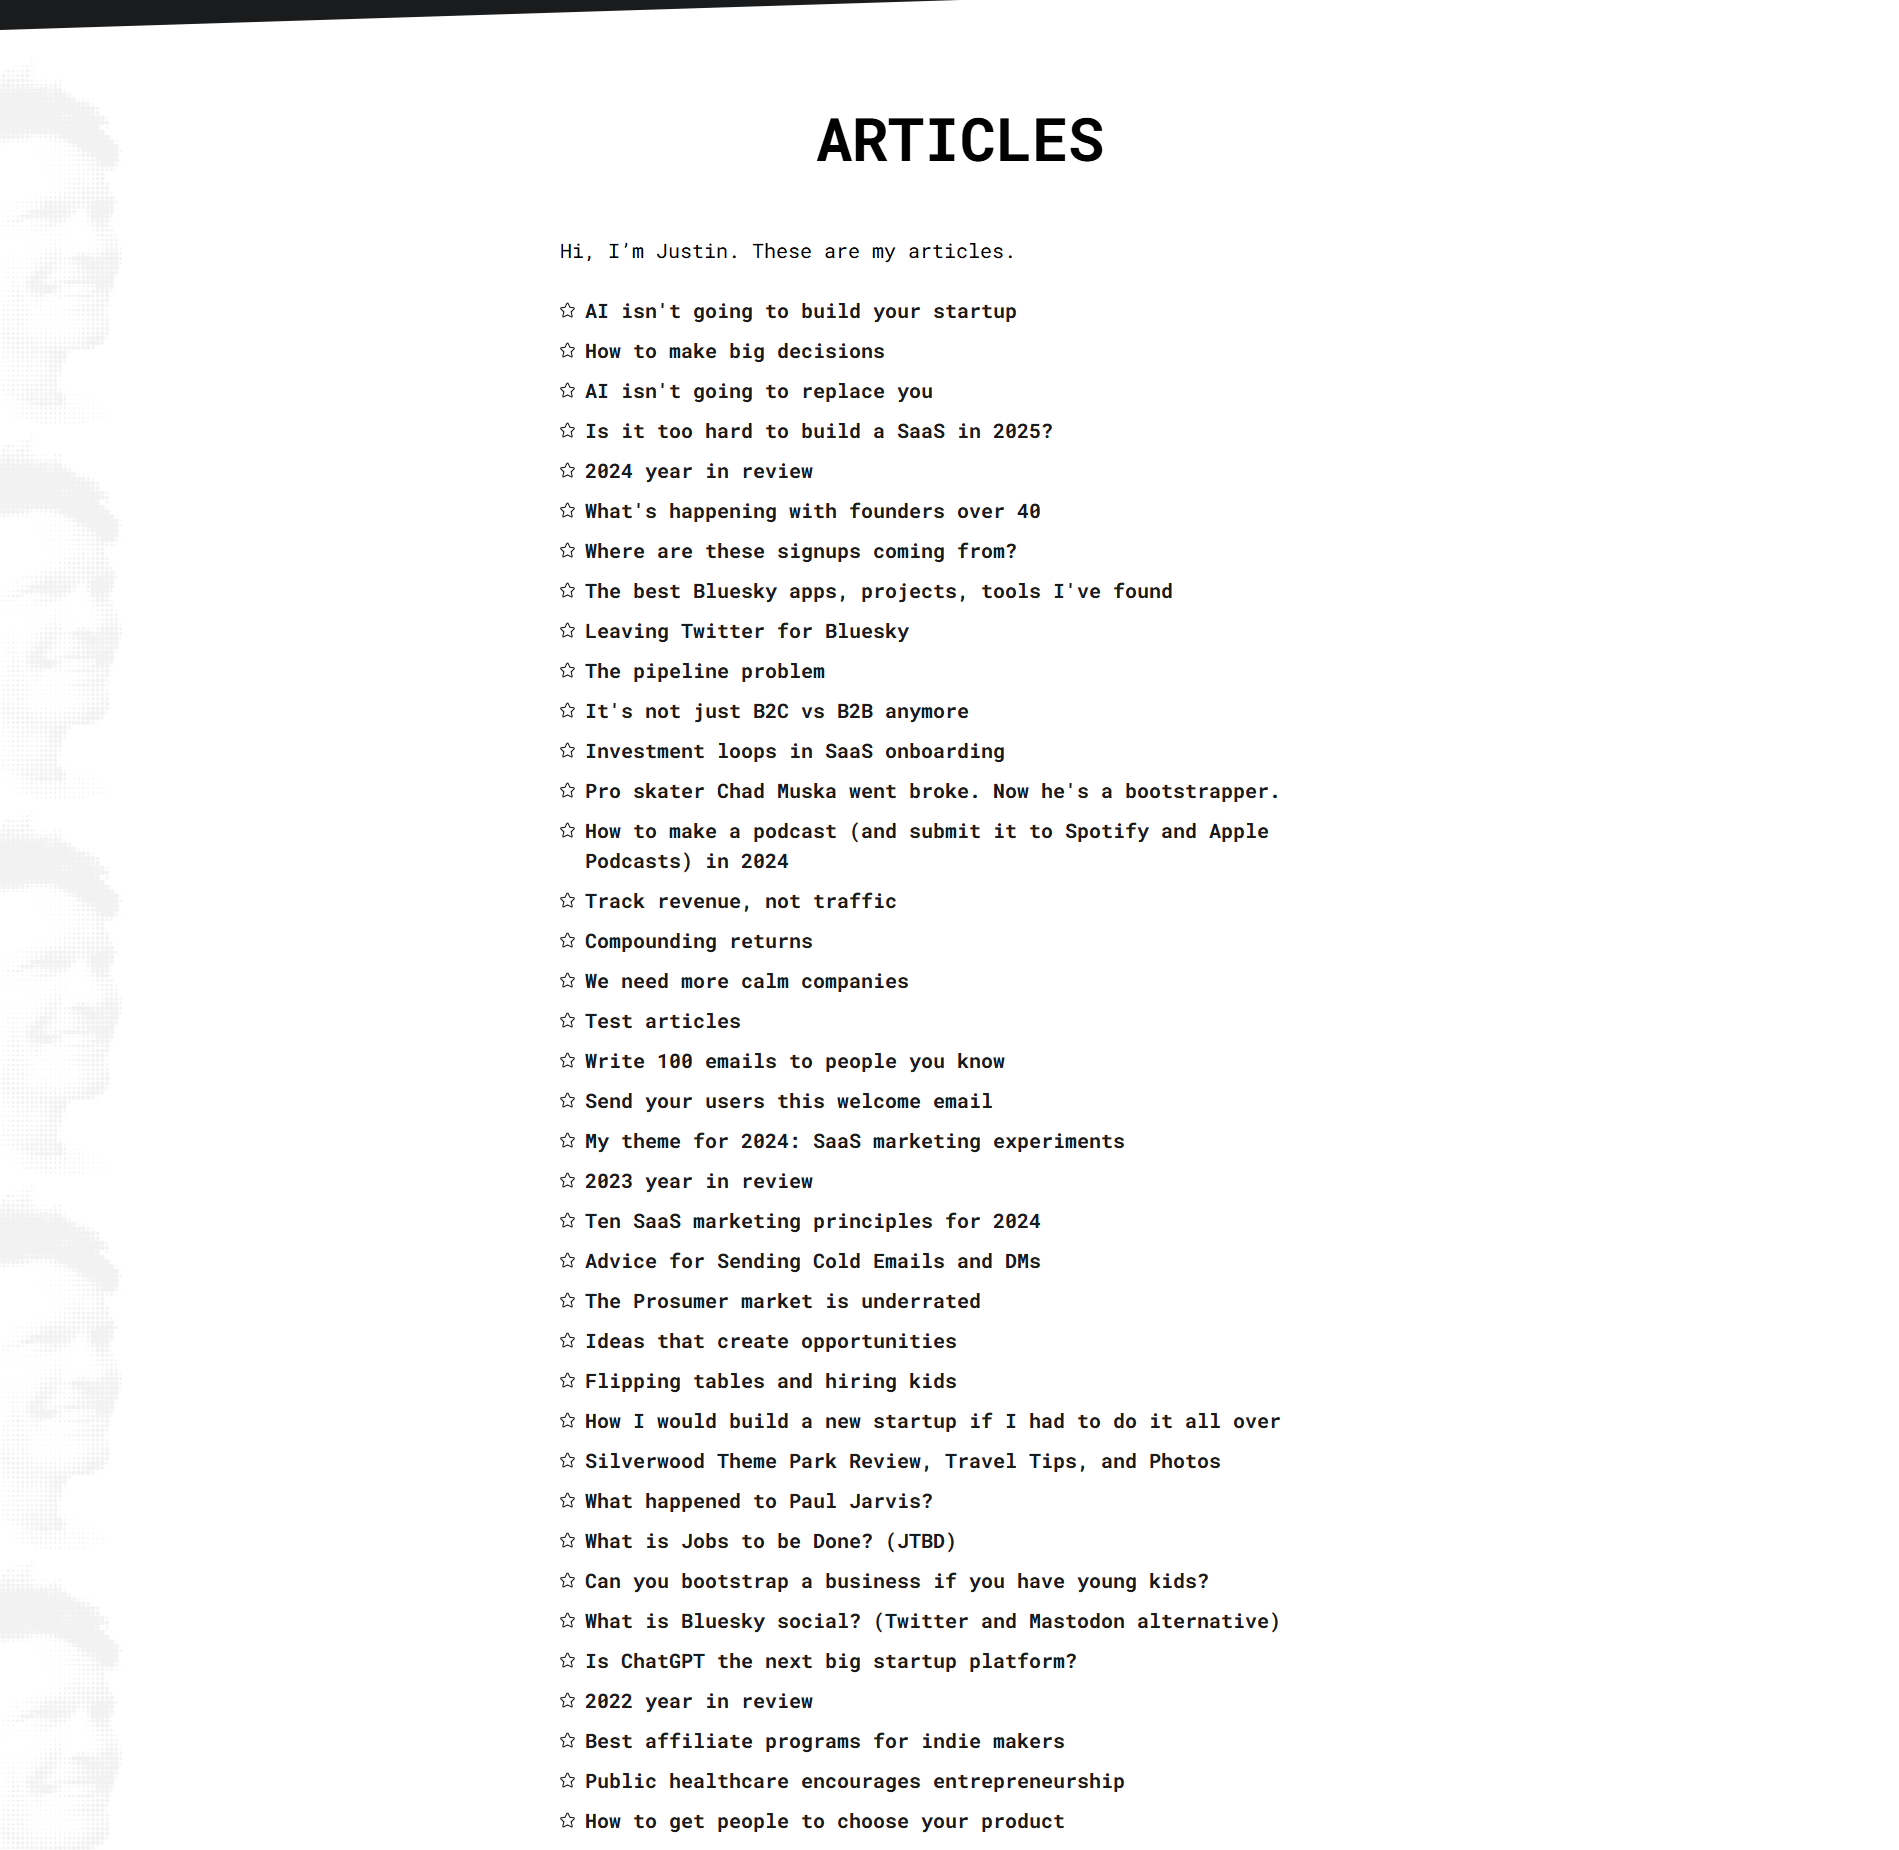 ARTICLES
Hi, I’m Justin. These are my articles.
AI isn't going to build your startup
How to make big decisions
AI isn't going to replace you
Is it too hard to build a SaaS in 2025?
2024 year in review
What's happening with founders over 40
Where are these signups coming from?
The best Bluesky apps, projects, tools I've found
Leaving Twitter for Bluesky
The pipeline problem
It's not just B2C vs B2B anymore
Investment loops in SaaS onboarding
Pro skater Chad Muska went broke. Now he's a bootstrapper.
How to make a podcast (and submit it to Spotify and Apple
Podcasts) in 2024
Track revenue, not traffic
Compounding returns
We need more calm companies
Test articles
Write 100 emails to people you know
Send your users this welcome email
My theme for 2024: SaaS marketing experiments
2023 year in review
Ten SaaS marketing principles for 2024
Advice for Sending Cold Emails and DMs
The Prosumer market is underrated
Ideas that create opportunities
Flipping tables and hiring kids
How I would build a new startup if I had to do it all over
Silverwood Theme Park Review, Travel Tips, and Photos
What happened to Paul Jarvis?
What is Jobs to be Done? (JTBD)
Can you bootstrap a business if you have young kids?
What is Bluesky social? (Twitter and Mastodon alternative)
Is ChatGPT the next big startup platform?
2022 year in review
Best affiliate programs for indie makers
Public healthcare encourages entrepreneurship
How to get people to choose your product